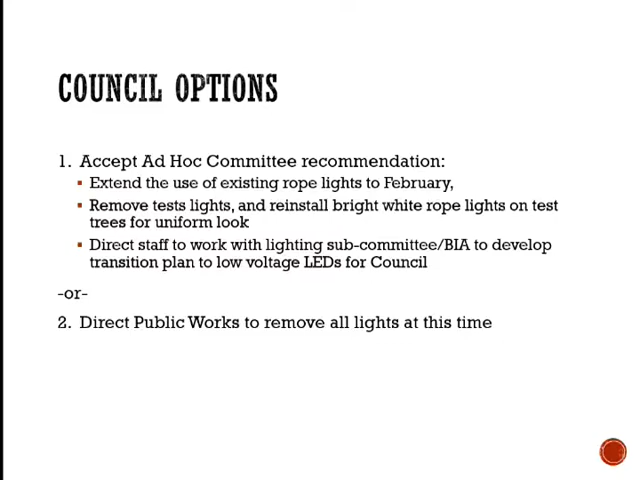 COUNCIL OPTIONS
1. Accept Ad Hoc Committee recommendation:
▪ Extend the use of existing rope lights to February,
▪ Remove tests lights, and reinstall bright white rope lights on test
trees for uniform look
▪ Direct staff to work with lighting sub-committee/BIA to develop
transition plan to low voltage LEDs for Council
-or-
2. Direct Public Works to remove all lights at this time